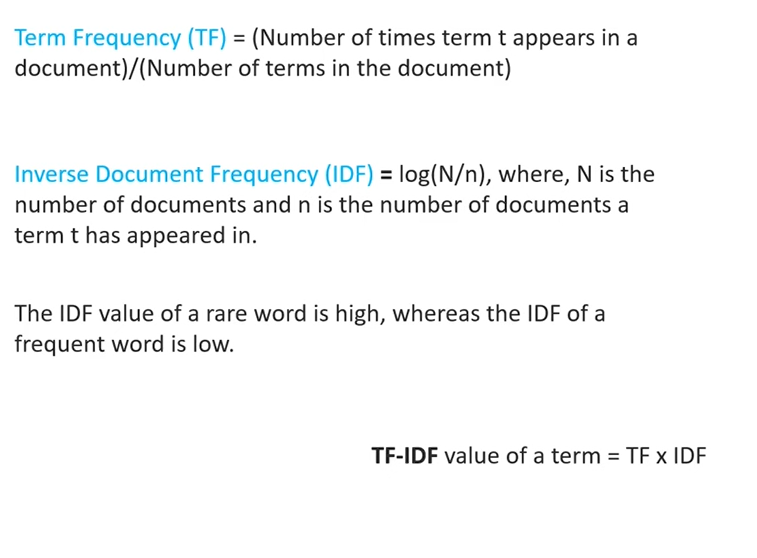 Term Frequency (TF) = (Number of times term t appears in a
document)/(Number of terms in the document)
Inverse Document Frequency (IDF) = log(N/n), where, N is the
number of documents and n is the number of documents a
term t has appeared in.
The IDF value of a rare word is high, whereas the IDF of a
frequent word is low.
TF-IDF value of a term = TF x IDF